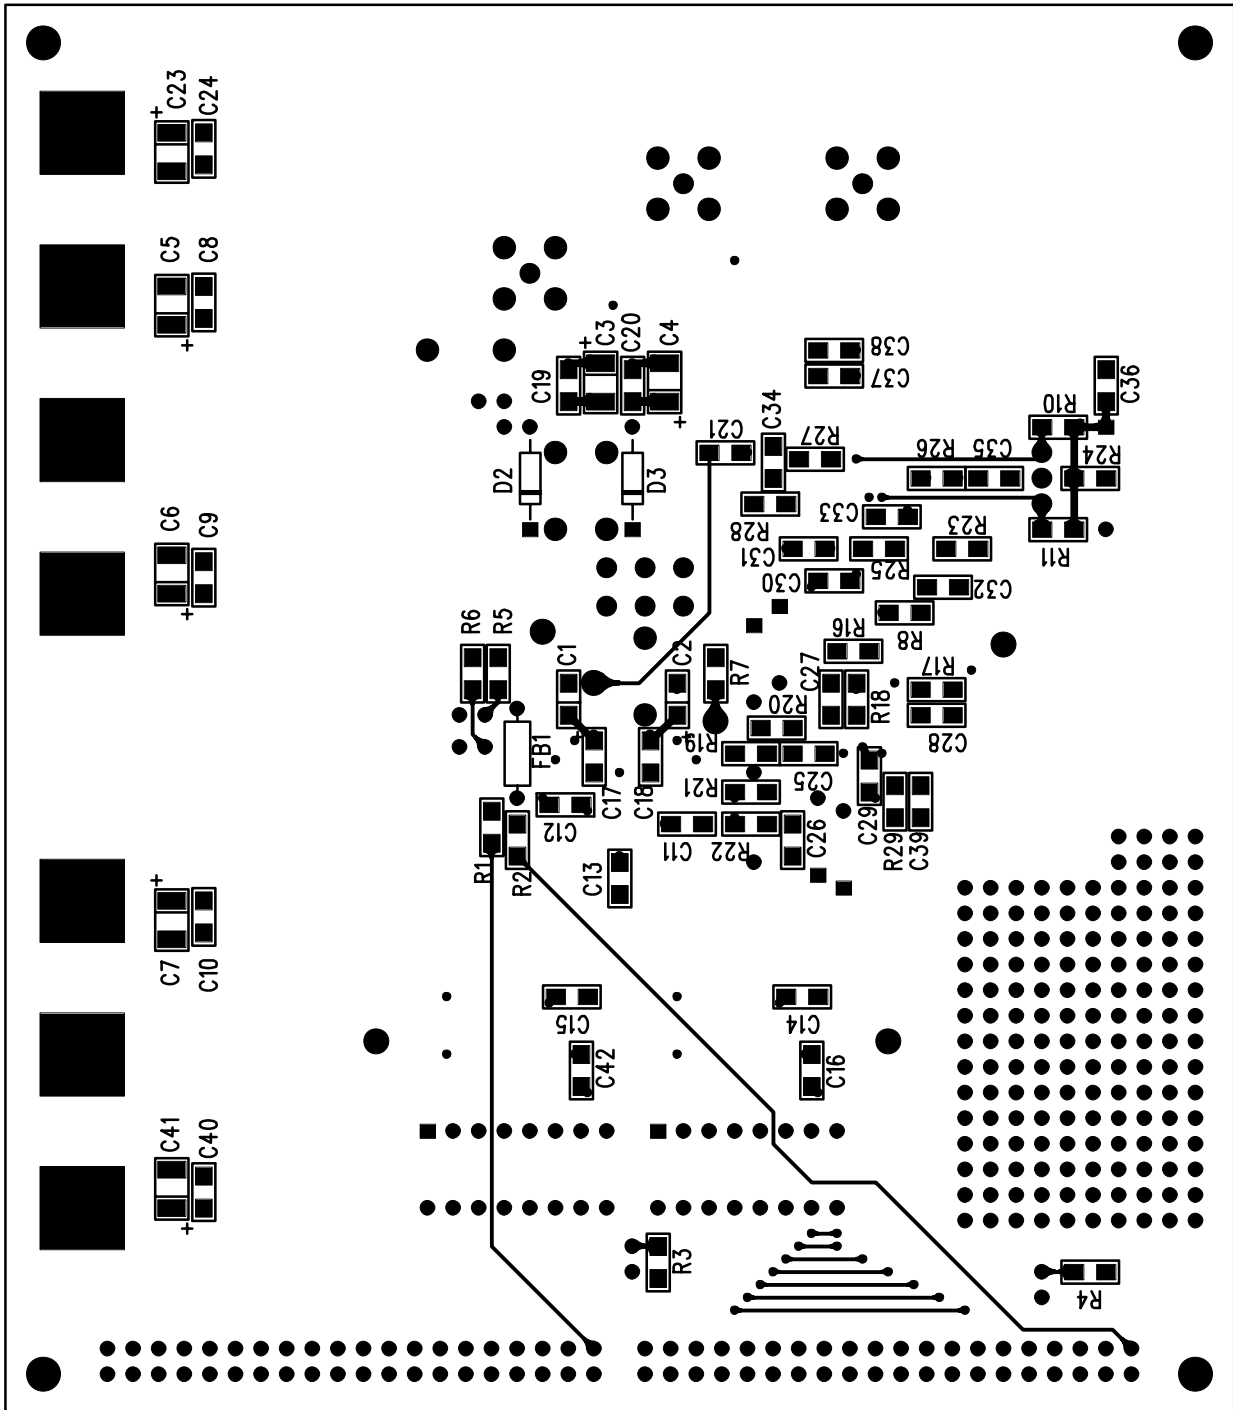 C23
C24
+
C5
C8
+
C3
C20
C4
+
C38
C37
C19
C36
C34
R10
+
C21
R27
R26
C35
R24
D2
D3
C33
R28
R23
R11
C6
C9
C31
R25
C30
C32
+
R6
R5
R16
R8
C1
C2
R7
C27
R17
R18
R20
+
+
R19
C28
FB1
C25
R21
C17
C18
C12
C29
C26
R29
C39
C11
R22
R1
R2
C13
+
C7
C10
C15
C14
C42
C16
C41
C40
+
R3
R4